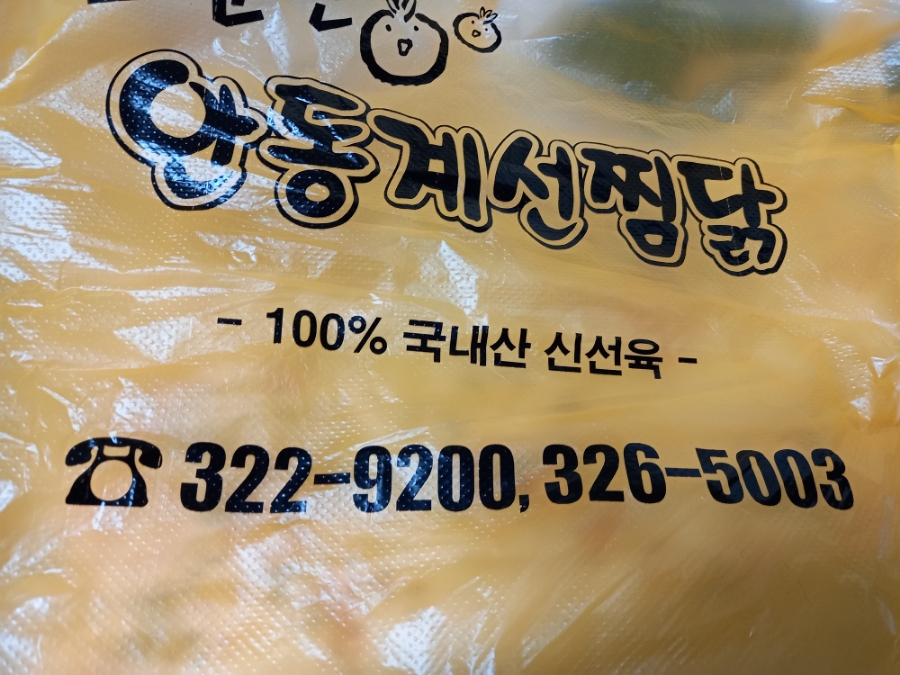 안동계선찜닭
- 100% 국내산 신선육 -
☎ 322-9200, 326-5003